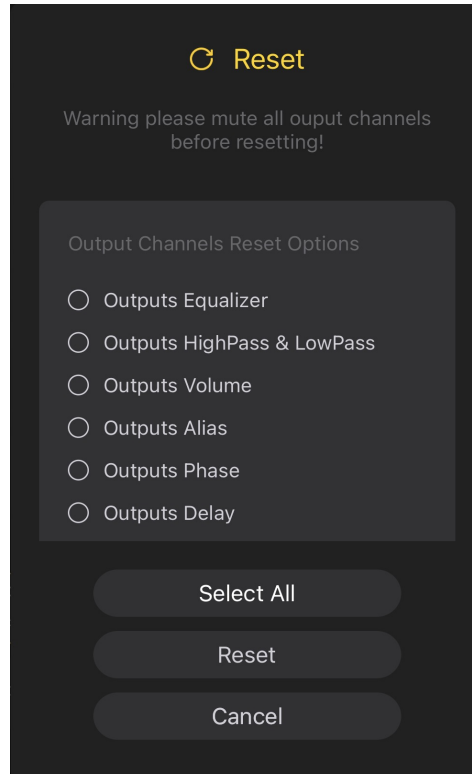 Reset
Warning please mute all ouput channels
before resetting!
Output Channels Reset Options
Outputs Equalizer
Outputs HighPass & LowPass
Outputs Volume
Outputs Alias
Outputs Phase
Outputs Delay
Select All
Reset
Cancel